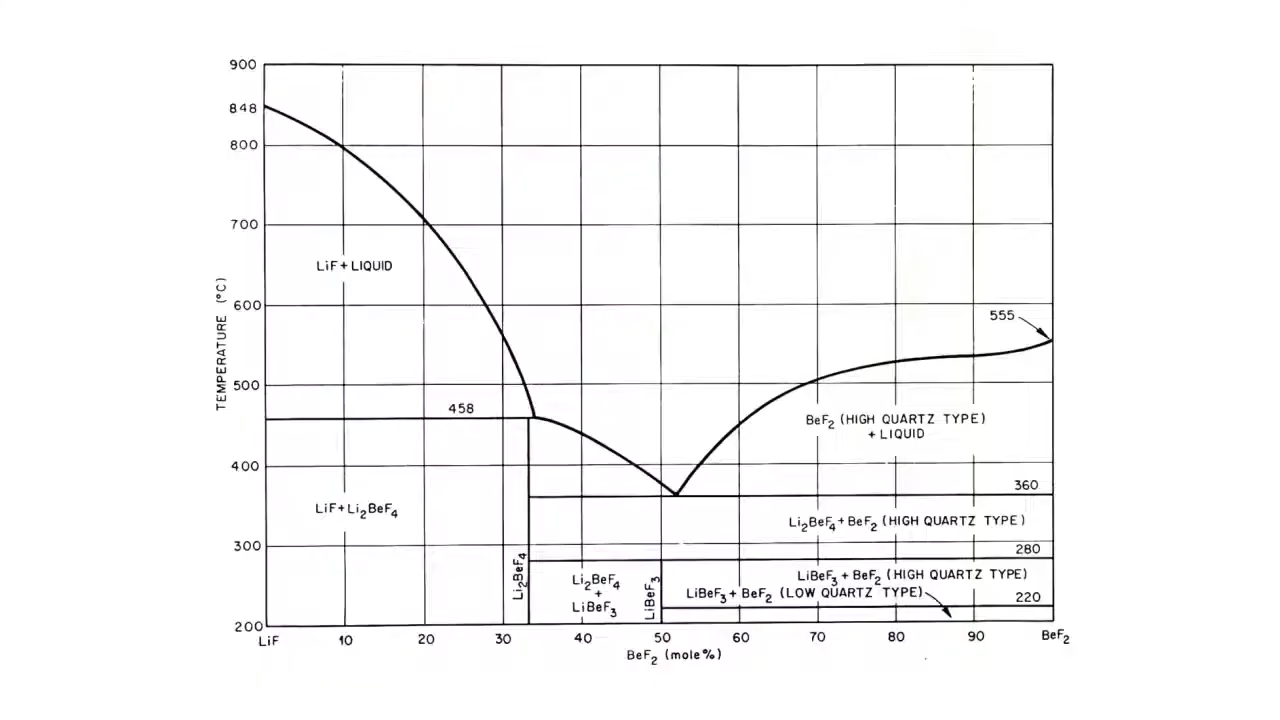 900
848
800
700
LiF + LIQUID
TEMPERATURE (°C)
600
555
500
458
BeF₂ (HIGH QUARTZ TYPE)
+ LIQUID
400
360
LiF + Li₂BeF₄
Li₂BeF₄ + BeF₂ (HIGH QUARTZ TYPE)
300
280
Li₂BeF₄
Li₂BeF₄
+
LiBeF₃
LiBeF₃
LiBeF₃ + BeF₂ (HIGH QUARTZ TYPE)
LiBeF₃ + BeF₂ (LOW QUARTZ TYPE)
220
200
LiF 10 20 30 40 50 60 70 80 90 BeF₂
BeF₂ (mole %)